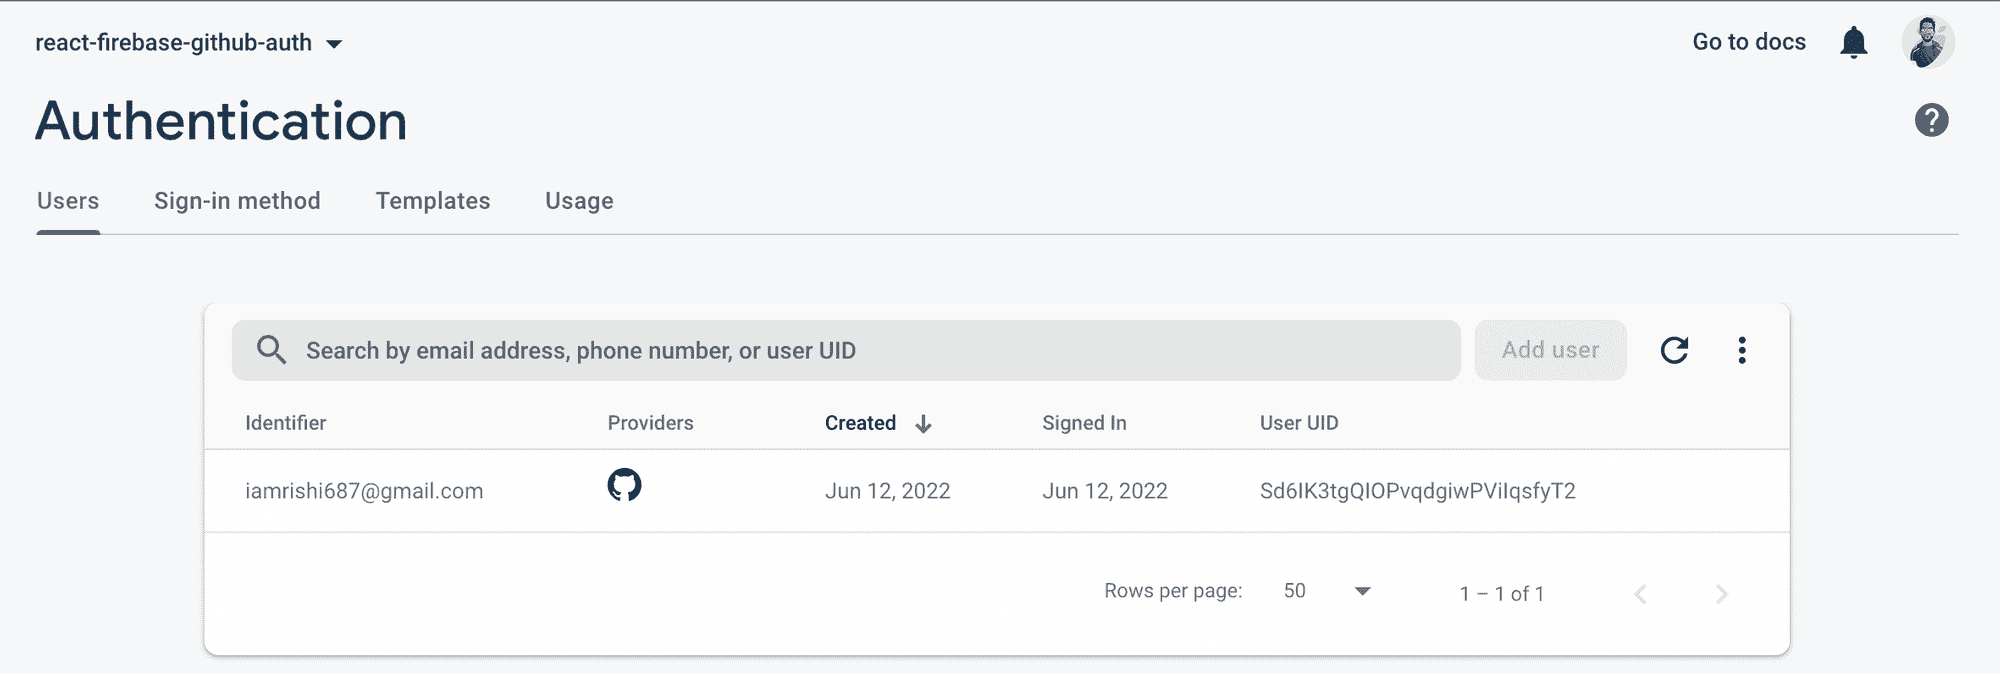 react-firebase-github-auth
Go to docs
Authentication
?
Users Sign-in method Templates Usage
Search by email address, phone number, or user UID
Add user
Identifier Providers Created Signed In User UID
iamrishi687@gmail.com Jun 12, 2022 Jun 12, 2022 Sd6IK3tgQIOPvqdgiwPViIqsfyT2
Rows per page: 50 1 – 1 of 1